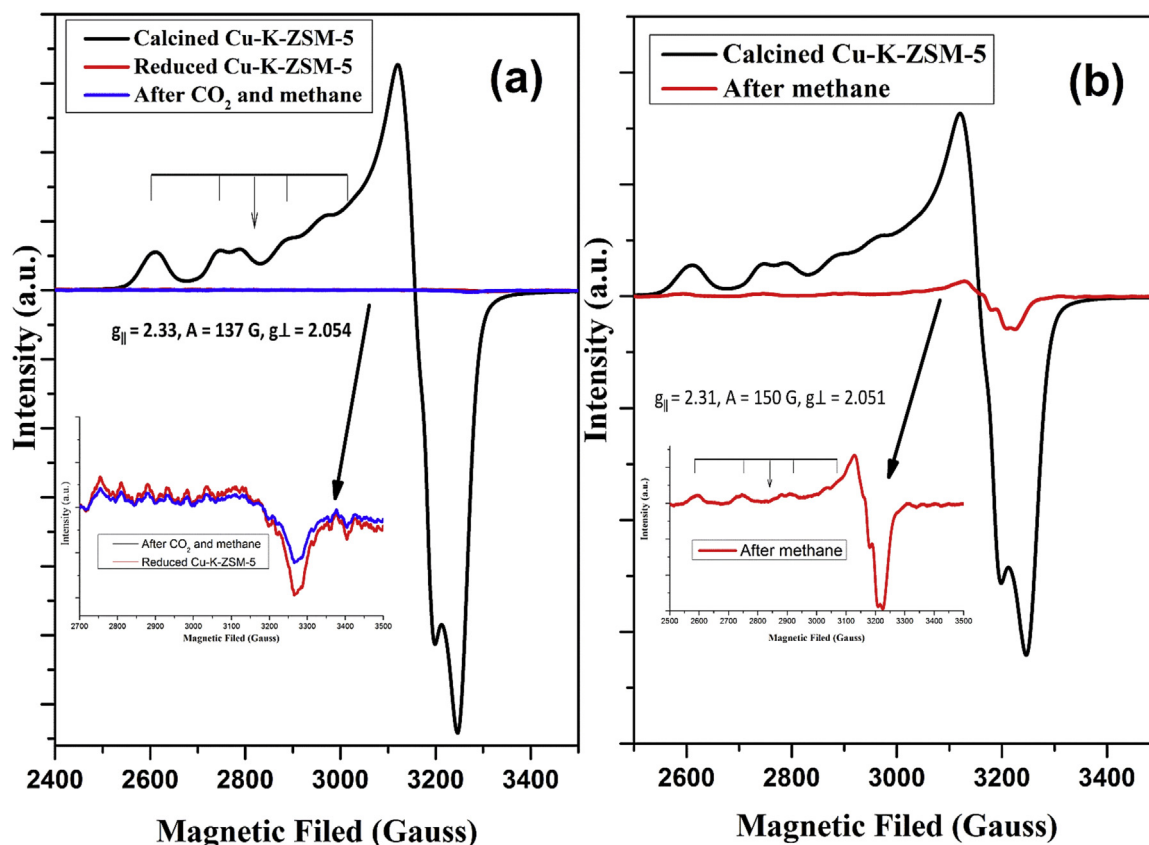 Calcined Cu-K-ZSM-5
Reduced Cu-K-ZSM-5
After CO₂ and methane
(a)
g∥ = 2.33, A = 137 G, g⊥ = 2.054
Intensity (a.u.)
Intensity (a.u.)
After CO₂ and methane
Reduced Cu-K-ZSM-5
2700 2800 2900 3000 3100 3200 3300 3400 3500
Magnetic Filed (Gauss)
2400 2600 2800 3000 3200 3400
Magnetic Filed (Gauss)
Calcined Cu-K-ZSM-5
After methane
(b)
g∥ = 2.31, A = 150 G, g⊥ = 2.051
Intensity (a.u.)
Intensity (a.u.)
After methane
2500 2600 2700 2800 2900 3000 3100 3200 3300 3400 3500
Magnetic Filed (Gauss)
2600 2800 3000 3200 3400
Magnetic Filed (Gauss)